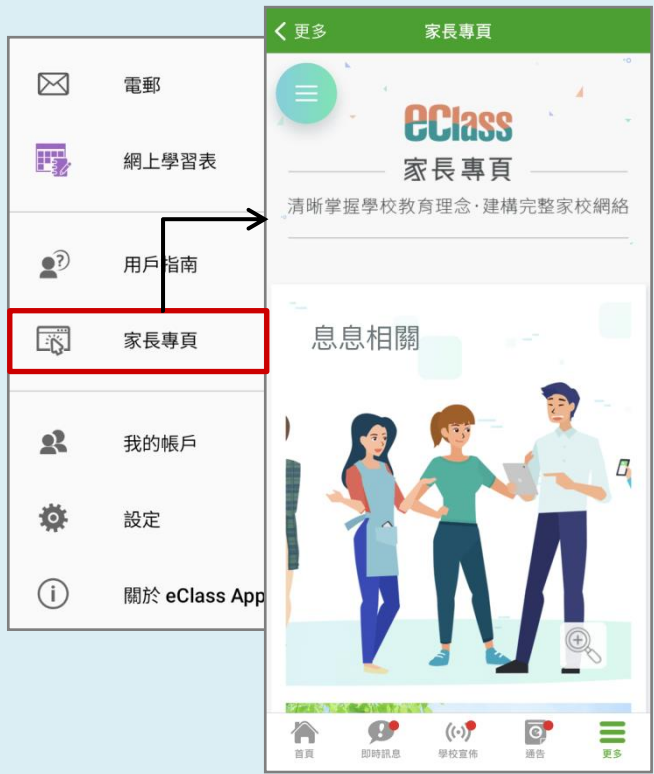 電郵
網上學習表
用戶指南
家長專頁
我的帳戶
設定
關於 eClass App
更多
家長專頁
eClass
家長專頁
清晰掌握學校教育理念·建構完整家校網絡
息息相關
首頁
即時訊息
學校宣佈
通告
更多